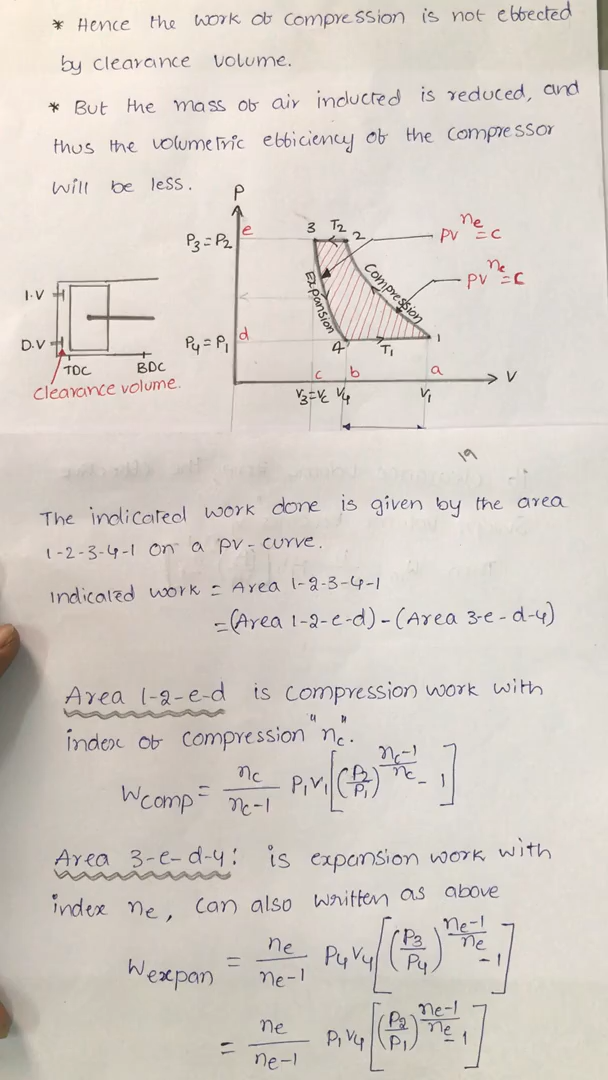 * Hence the work of compression is not effected
by clearance volume.
* But the mass of air inducted is reduced, and
thus the volumetric efficiency of the compressor
will be less.
P
P3=P2 e 3 T2 2 PV^ne=C
Compression PV^nc=C
Expansion
I.V
D.V
TDC BDC
clearance volume.
P4=P1 d 4 T1 1
c b a V
V3=Vc V4 V1
19
The indicated work done is given by the area
1-2-3-4-1 on a PV-curve.
Indicated work = Area 1-2-3-4-1
=(Area 1-2-e-d)-(Area 3-e-d-4)
Area 1-2-e-d is compression work with
index of compression "nc".
Wcomp = nc/(nc-1) P1V1[(P2/P1)^((nc-1)/nc) - 1]
Area 3-e-d-4: is expansion work with
index ne, can also written as above
Wexpan = ne/(ne-1) P4V4[(P3/P4)^((ne-1)/ne) - 1]
= ne/(ne-1) P1V4[(P2/P1)^((ne-1)/ne) - 1]